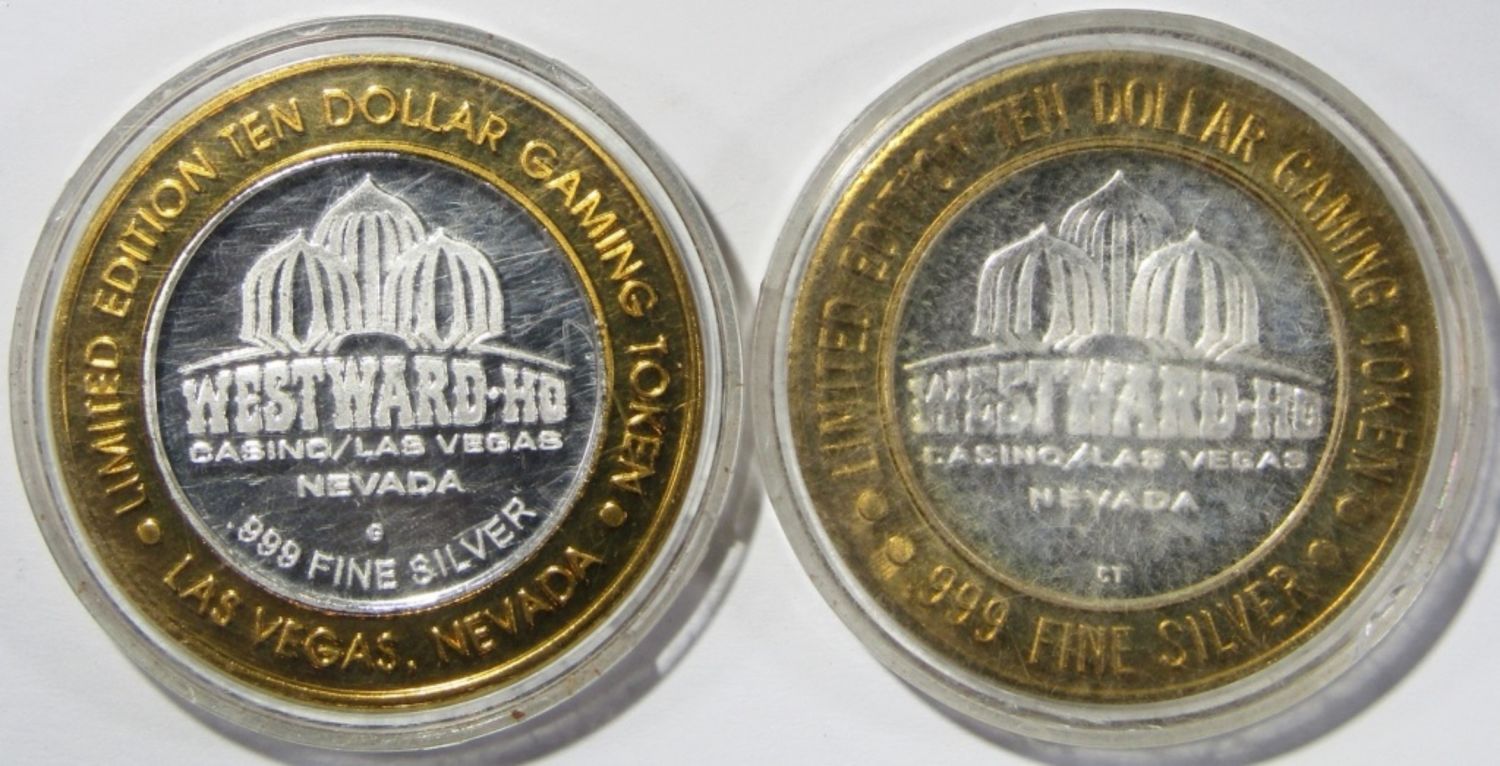 LIMITED EDITION TEN DOLLAR GAMING TOKEN
WESTWARD-HO
CASINO/LAS VEGAS
NEVADA
G
.999 FINE SILVER
LAS VEGAS, NEVADA
LIMITED EDITION TEN DOLLAR GAMING TOKEN
WESTWARD-HO
CASINO/LAS VEGAS
NEVADA
CT
.999 FINE SILVER